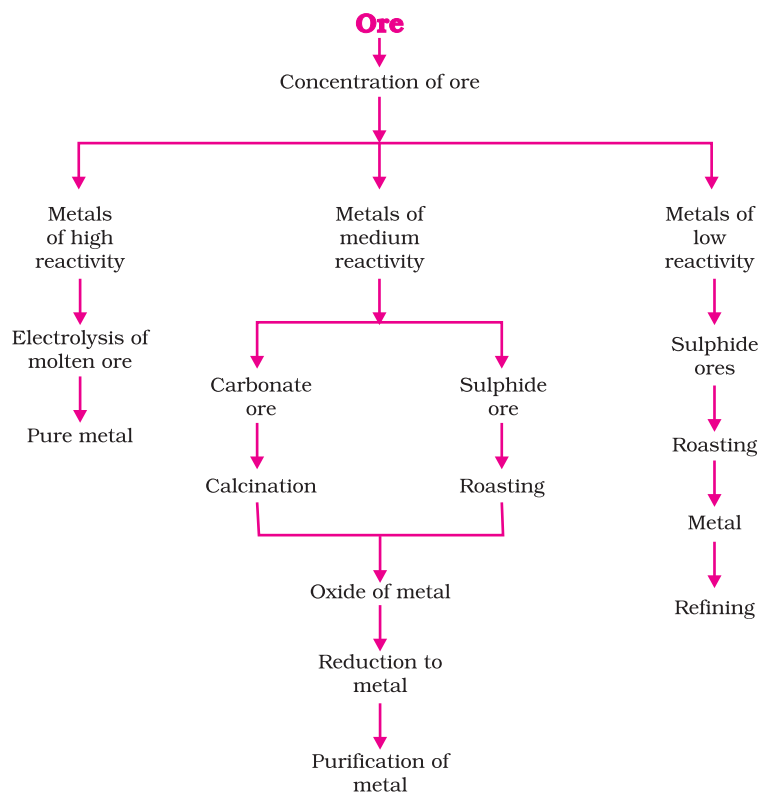 Ore
Concentration of ore
Metals
of high
reactivity
Electrolysis of
molten ore
Pure metal
Metals of
medium
reactivity
Carbonate
ore
Calcination
Sulphide
ore
Roasting
Oxide of metal
Reduction to
metal
Purification of
metal
Metals of
low
reactivity
Sulphide
ores
Roasting
Metal
Refining